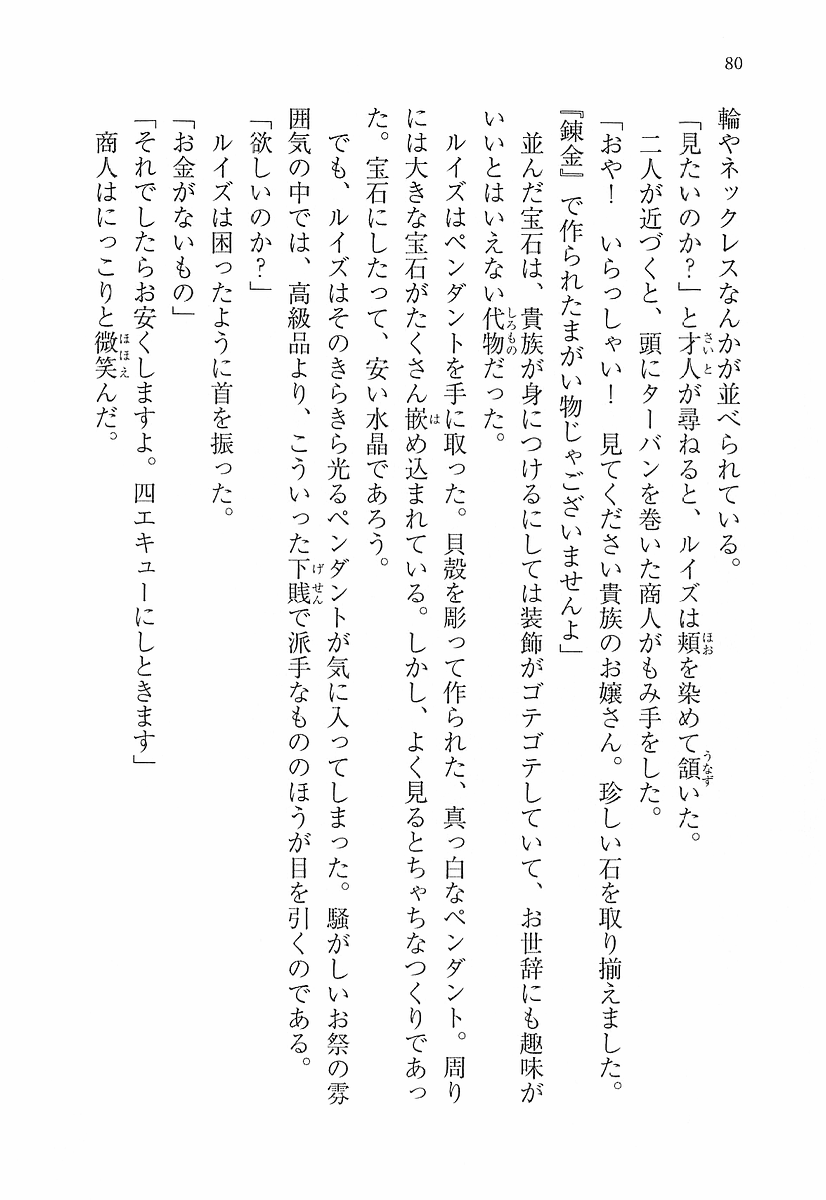 80
輪やネックレスなんかが並べられている。
「見たいのか？」と才人が尋ねると、ルイズは頬を染めて頷いた。
二人が近づくと、頭にターバンを巻いた商人がもみ手をした。
「おや！　いらっしゃい！　見てください貴族のお嬢さん。珍しい石を取り揃えました。
『錬金』で作られたまがい物じゃございませんよ」
並んだ宝石は、貴族が身につけるにしては装飾がゴテゴテしていて、お世辞にも趣味が
いいとはいえない代物だった。
ルイズはペンダントを手に取った。貝殻を彫って作られた、真っ白なペンダント。周り
には大きな宝石がたくさん嵌め込まれている。しかし、よく見るとちゃちなつくりであっ
た。宝石にしたって、安い水晶であろう。
でも、ルイズはそのきらきら光るペンダントが気に入ってしまった。騒がしいお祭の雰
囲気の中では、高級品より、こういった下賎で派手なもののほうが目を引くのである。
「欲しいのか？」
ルイズは困ったように首を振った。
「お金がないもの」
「それでしたらお安くしますよ。四エキューにしときます」
商人はにっこりと微笑んだ。